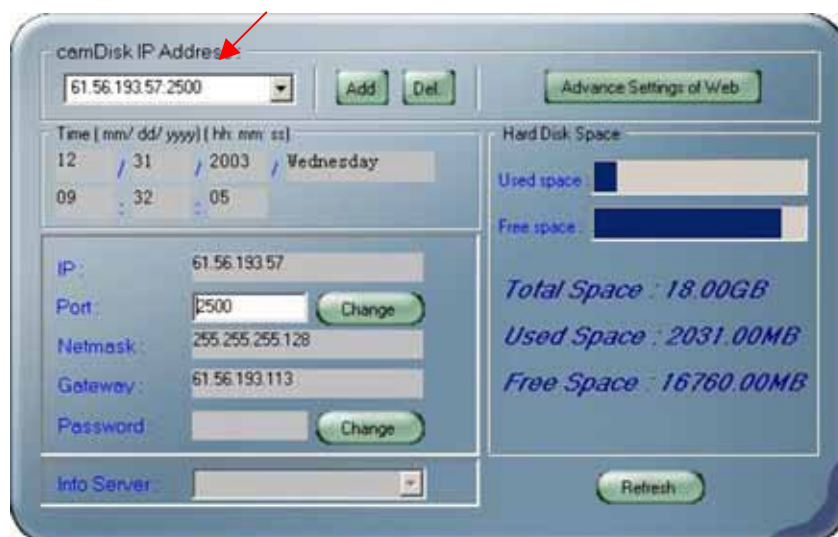 camDisk IP Address
61.56.193.57:2500 Add Del. Advance Settings of Web
Time ( mm/ dd/ yyyy) ( hh: mm: ss)
12 / 31 / 2003 / Wednesday
09 : 32 : 05
Hard Disk Space
Used space :
Free space :
Total Space : 18.00GB
Used Space : 2031.00MB
Free Space : 16760.00MB
IP : 61.56.193.57
Port : 2500 Change
Netmask : 255.255.255.128
Gateway : 61.56.193.113
Password Change
Info Server :
Refresh